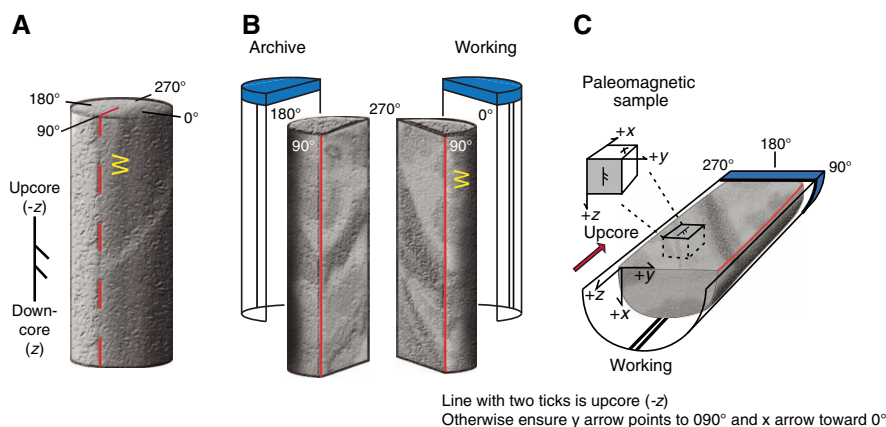 A
180°
270°
90°
0°
W
Upcore
(-z)
Down-
core
(z)
B
Archive
Working
180°
270°
0°
90°
90°
W
C
Paleomagnetic
sample
+x
+y
+z
270°
180°
90°
Upcore
+y
+z
+x
Working
Line with two ticks is upcore (-z)
Otherwise ensure y arrow points to 090° and x arrow toward 0°